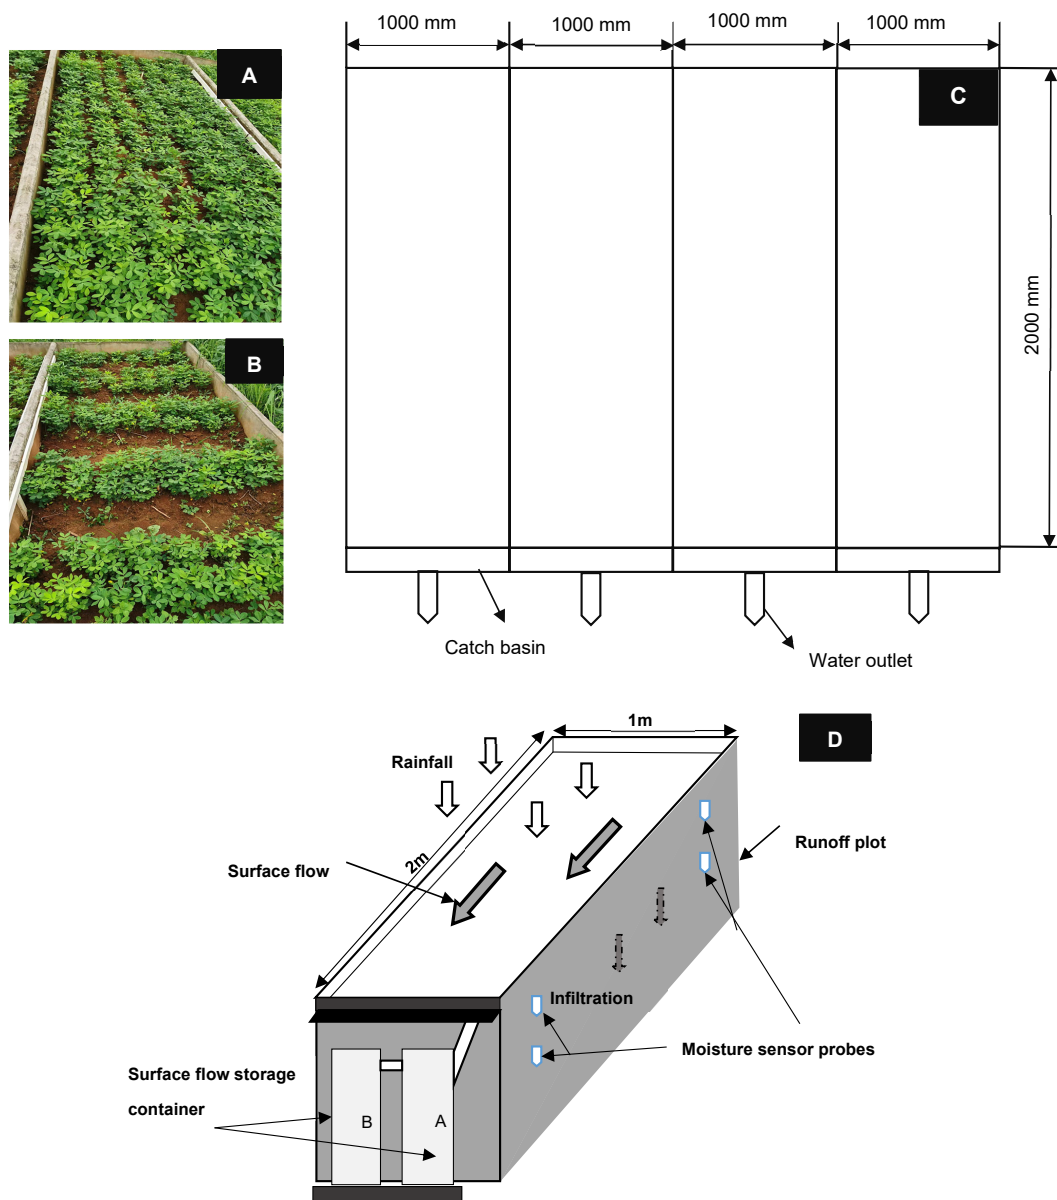 A
B
1000 mm
1000 mm
1000 mm
1000 mm
C
2000 mm
Catch basin
Water outlet
D
1m
2m
Rainfall
Surface flow
Runoff plot
Infiltration
Moisture sensor probes
Surface flow storage
container
B
A